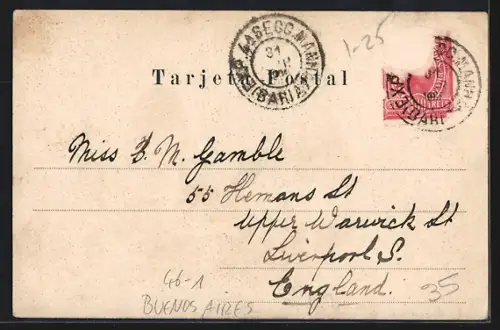 1-25
Tarjeta Postal
Miss B. M. Gamble
55 Hemans St
Upper Warwick St
Liverpool S.
England.
46-1
BUENOS AIRES
35